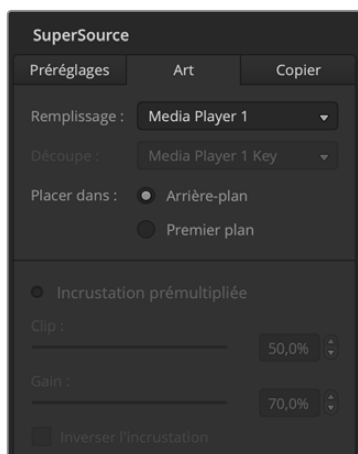 SuperSource
Préréglages Art Copier
Remplissage : Media Player 1
Découpe : Media Player 1 Key
Placer dans : Arrière-plan
Premier plan
Incrustation prémultipliée
Clip :
50,0%
Gain :
70,0%
Inverser l'incrustation